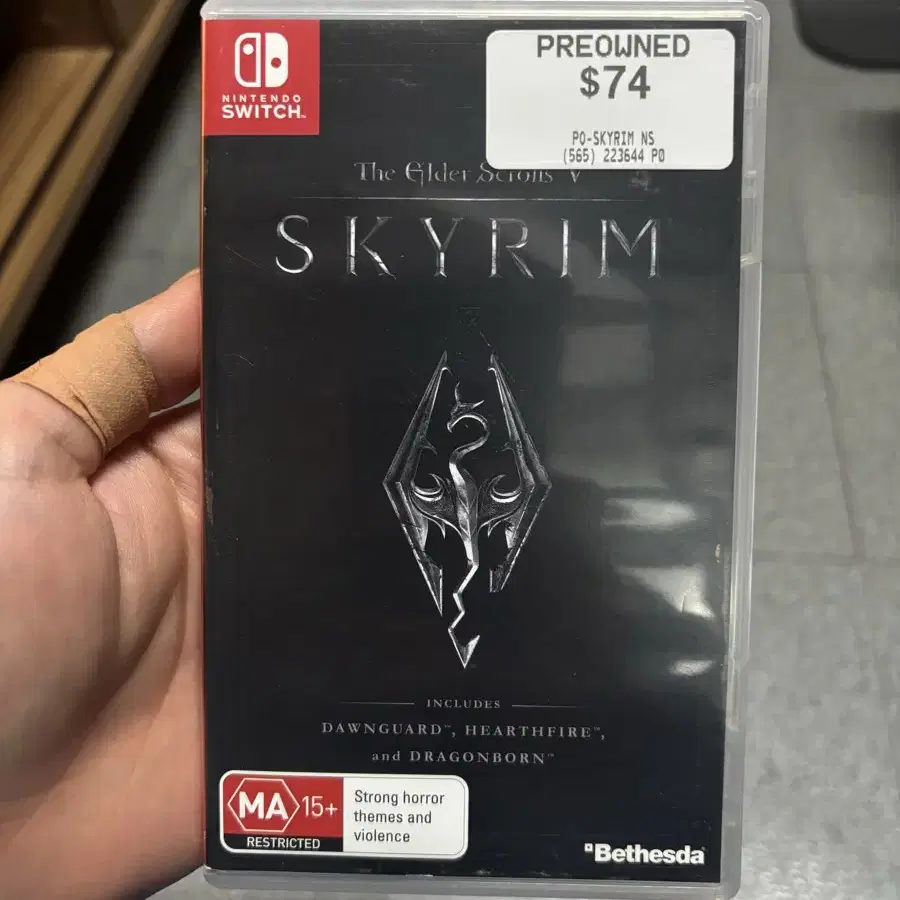 NINTENDO
SWITCH™
PREOWNED
$74
PO-SKYRIM NS
(565) 223644 PO
The Elder Scrolls V
SKYRIM
INCLUDES
DAWNGUARD™, HEARTHFIRE™,
and DRAGONBORN™
MA 15+
RESTRICTED
Strong horror
themes and
violence
Bethesda